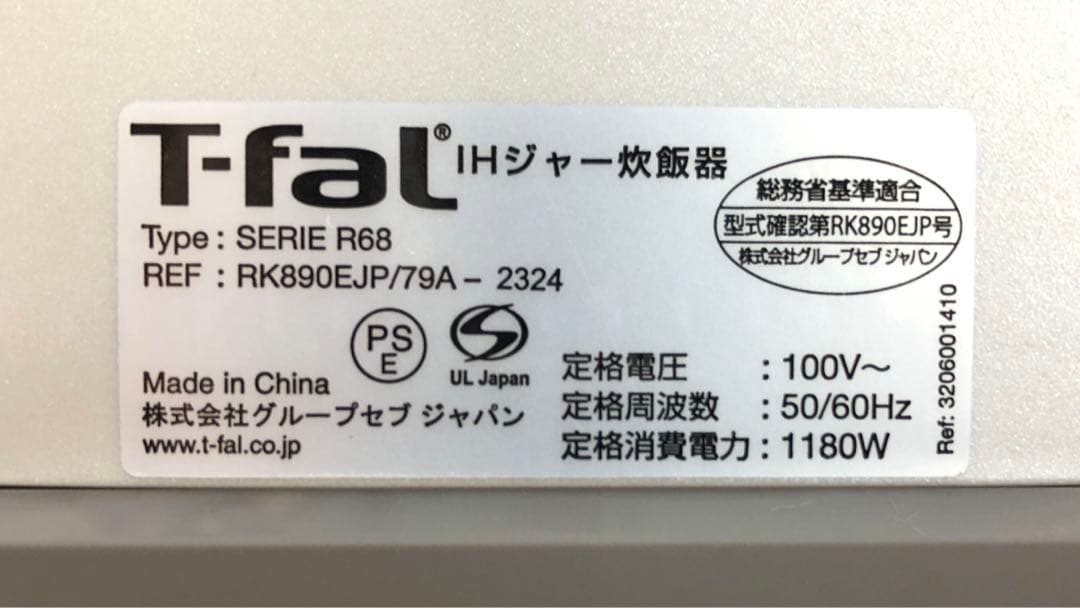 T-fal® IHジャー炊飯器
Type : SERIE R68
REF : RK890EJP/79A – 2324
総務省基準適合
型式確認第RK890EJP号
株式会社グループセブ ジャパン
PS
E
S
UL Japan
Made in China
株式会社グループセブ ジャパン
www.t-fal.co.jp
定格電圧 : 100V～
定格周波数 : 50/60Hz
定格消費電力 : 1180W
Ref: 3206001410